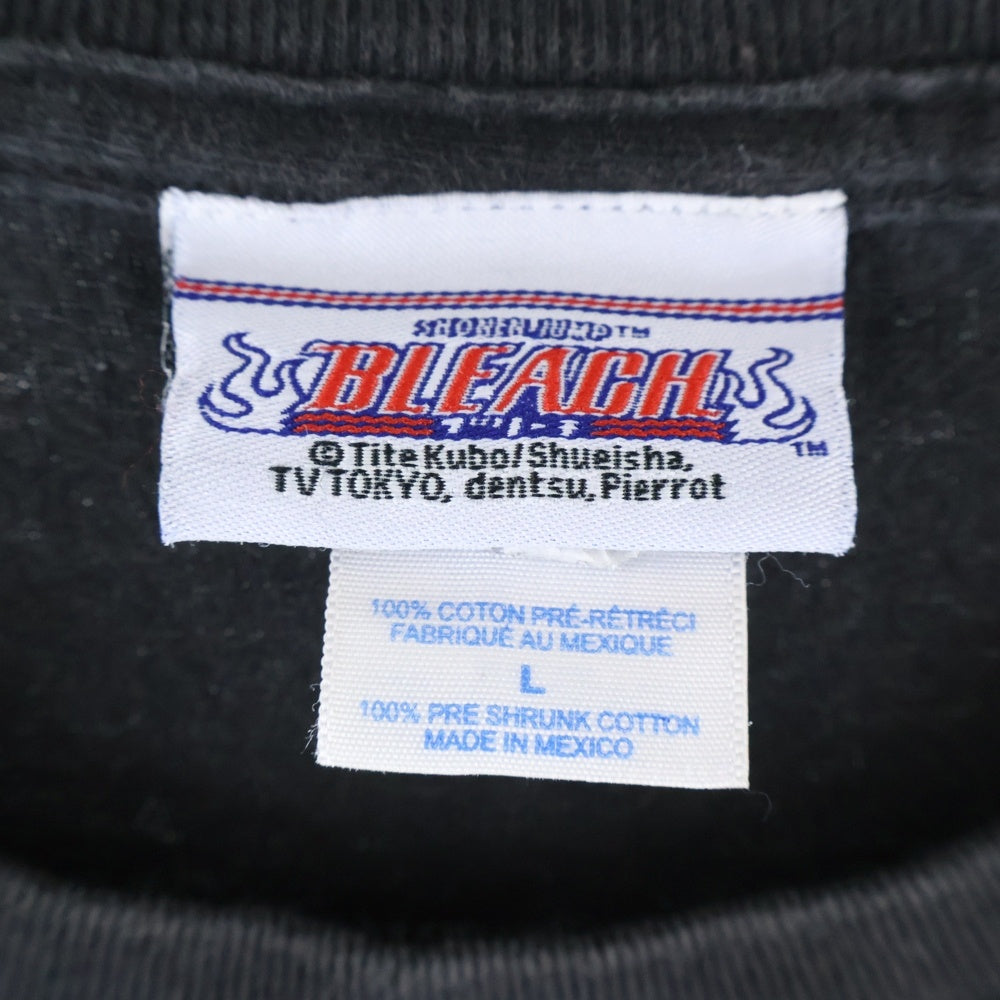 SHONEN JUMP™
BLEACH
ブリーチ
TM
©Tite Kubo/Shueisha,
TV TOKYO, dentsu, Pierrot
100% COTON PRÉ-RÉTRÉCI
FABRIQUÉ AU MEXIQUE
L
100% PRE SHRUNK COTTON
MADE IN MEXICO